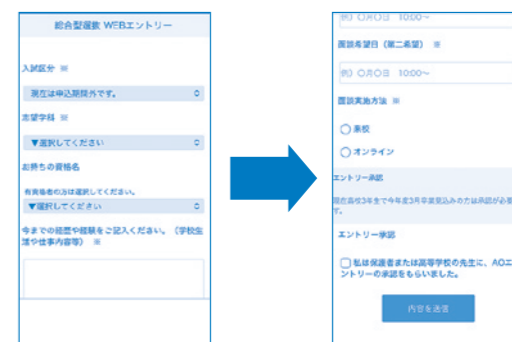 総合型選抜 WEBエントリー
入試区分 ※
現在は申込期間外です。
志望学科 ※
▼選択してください
お持ちの資格名
有資格者の方は選択してください。
▼選択してください
今までの経歴や経験をご記入ください。（学校生
活や仕事内容等） ※
例）○月○日 10:00～
面談希望日（第二希望） ※
例）○月○日 10:00～
面談実施方法 ※
来校
オンライン
エントリー承認
現在高校3年生で今年度3月卒業見込みの方は承認が必要
す。
エントリー承認
私は保護者または高等学校の先生に、AOエ
ントリーの承認をもらいました。
内容を送信